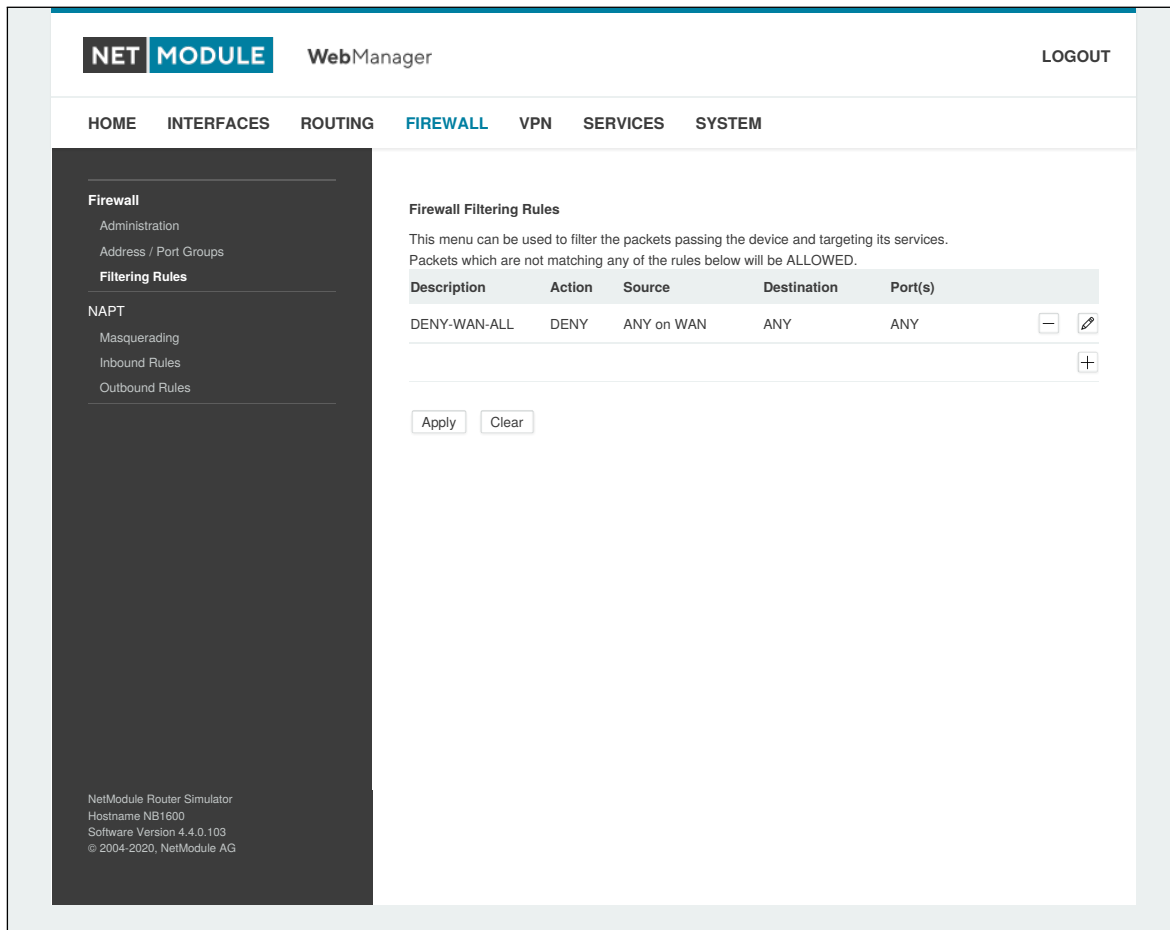 NET MODULE WebManager LOGOUT
HOME INTERFACES ROUTING FIREWALL VPN SERVICES SYSTEM
Firewall
Administration
Address / Port Groups
Filtering Rules
NAPT
Masquerading
Inbound Rules
Outbound Rules
Firewall Filtering Rules
This menu can be used to filter the packets passing the device and targeting its services.
Packets which are not matching any of the rules below will be ALLOWED.
Description Action Source Destination Port(s)
DENY-WAN-ALL DENY ANY on WAN ANY ANY
Apply Clear
NetModule Router Simulator
Hostname NB1600
Software Version 4.4.0.103
© 2004-2020, NetModule AG